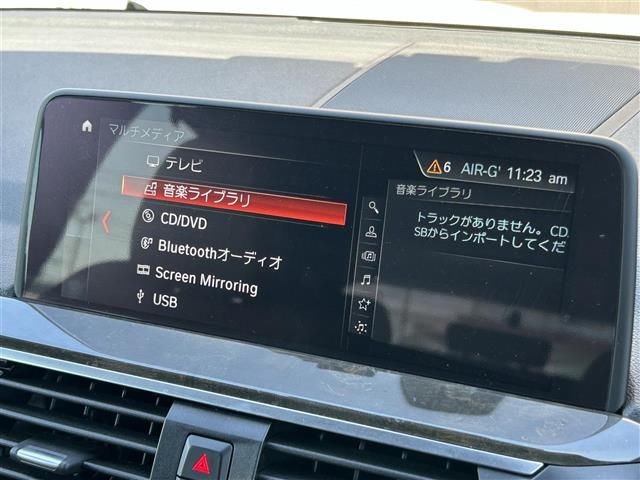 マルチメディア
6 AIR-G' 11:23 am
テレビ
音楽ライブラリ
CD/DVD
Bluetoothオーディオ
Screen Mirroring
USB
音楽ライブラリ
トラックがありません。CD
SBからインポートしてくだ